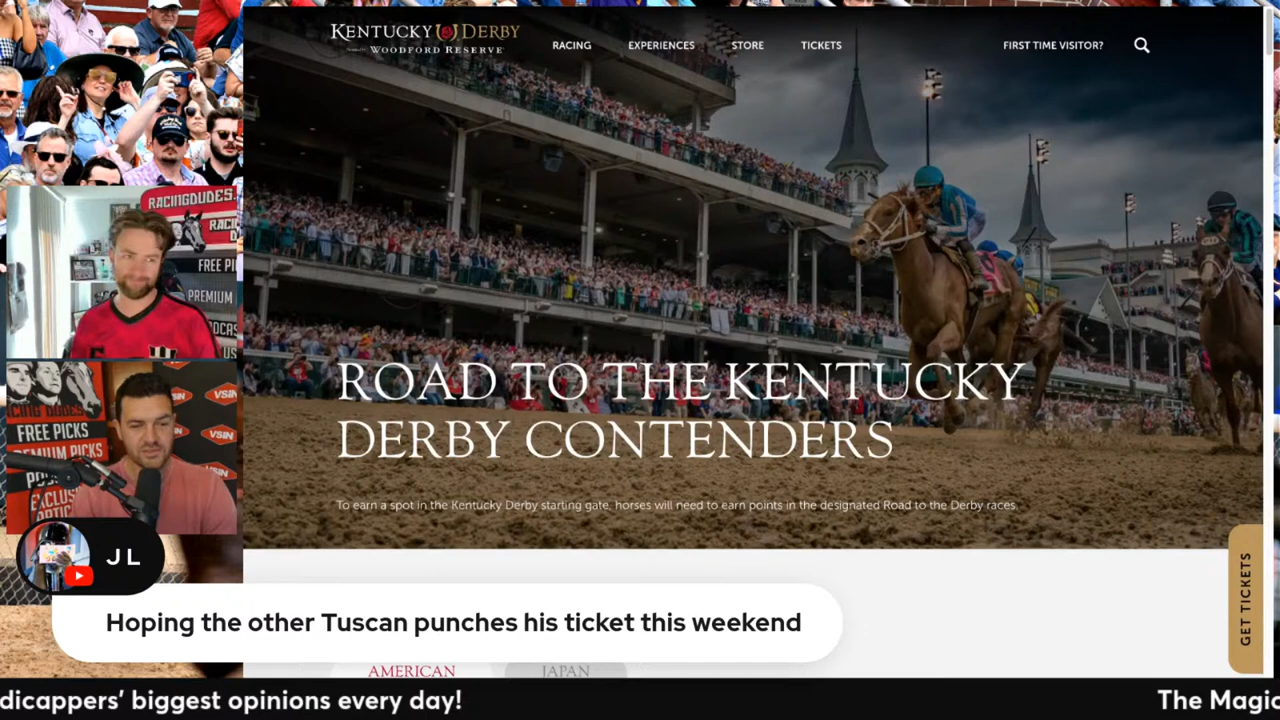 KENTUCKY DERBY
WOODFORD RESERVE
RACING
EXPERIENCES
STORE
TICKETS
FIRST TIME VISITOR?
RACINGDUDES.
FREE PI
PREMIUM
VSiN
FREE PICKS
VSiN
VSiN
ROAD TO THE KENTUCKY
DERBY CONTENDERS
To earn a spot in the Kentucky Derby starting gate, horses will need to earn points in the designated Road to the Derby races.
GET TICKETS
J L
Hoping the other Tuscan punches his ticket this weekend
AMERICAN
JAPAN
dicappers' biggest opinions every day!
The Magic